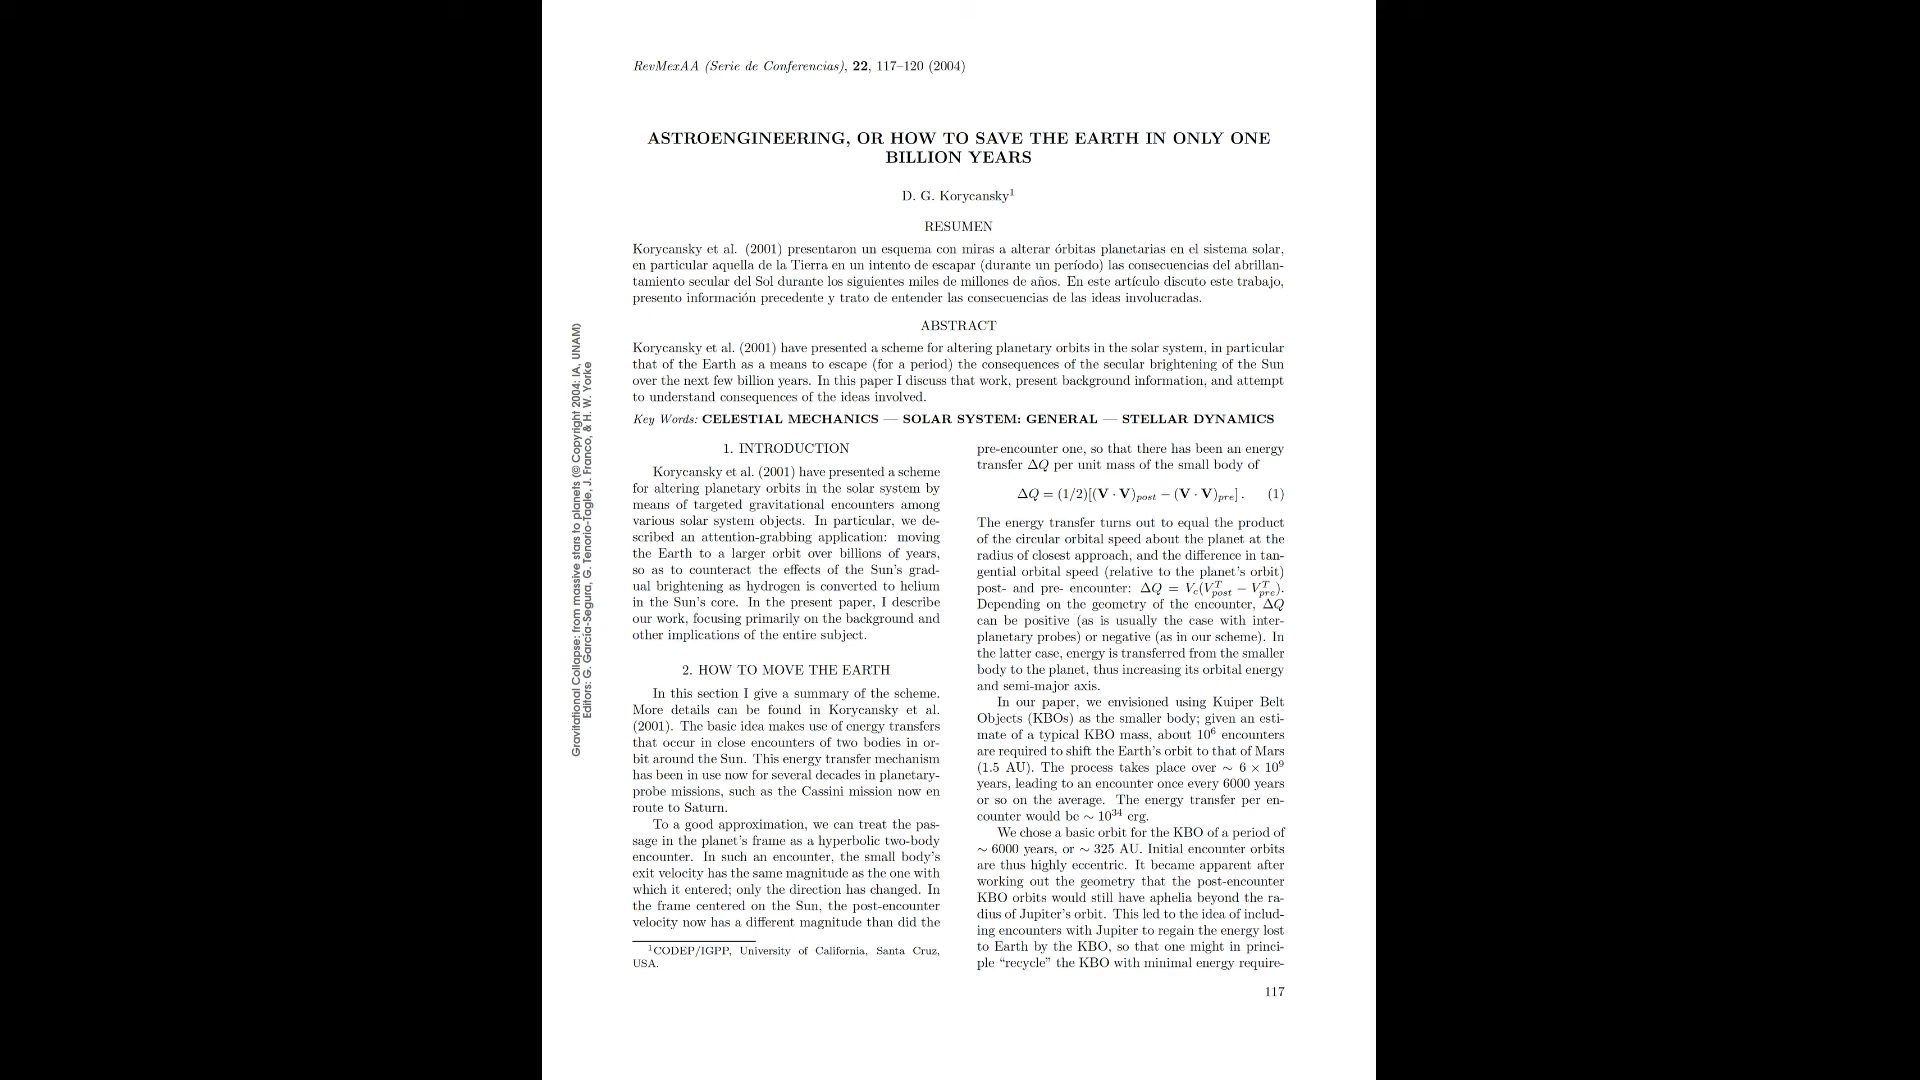 RevMexAA (Serie de Conferencias), 22, 117–120 (2004)
ASTROENGINEERING, OR HOW TO SAVE THE EARTH IN ONLY ONE
BILLION YEARS
D. G. Korycansky1
RESUMEN
Korycansky et al. (2001) presentaron un esquema con miras a alterar órbitas planetarias en el sistema solar,
en particular aquella de la Tierra en un intento de escapar (durante un período) las consecuencias del abrillan-
tamiento secular del Sol durante los siguientes miles de millones de años. En este artículo discuto este trabajo,
presento información precedente y trato de entender las consecuencias de las ideas involucradas.
ABSTRACT
Korycansky et al. (2001) have presented a scheme for altering planetary orbits in the solar system, in particular
that of the Earth as a means to escape (for a period) the consequences of the secular brightening of the Sun
over the next few billion years. In this paper I discuss that work, present background information, and attempt
to understand consequences of the ideas involved.
Key Words: CELESTIAL MECHANICS — SOLAR SYSTEM: GENERAL — STELLAR DYNAMICS
1. INTRODUCTION
Korycansky et al. (2001) have presented a scheme
for altering planetary orbits in the solar system by
means of targeted gravitational encounters among
various solar system objects. In particular, we de-
scribed an attention-grabbing application: moving
the Earth to a larger orbit over billions of years,
so as to counteract the effects of the Sun's grad-
ual brightening as hydrogen is converted to helium
in the Sun's core. In the present paper, I describe
our work, focusing primarily on the background and
other implications of the entire subject.
2. HOW TO MOVE THE EARTH
In this section I give a summary of the scheme.
More details can be found in Korycansky et al.
(2001). The basic idea makes use of energy transfers
that occur in close encounters of two bodies in or-
bit around the Sun. This energy transfer mechanism
has been in use now for several decades in planetary-
probe missions, such as the Cassini mission now en
route to Saturn.
To a good approximation, we can treat the pas-
sage in the planet's frame as a hyperbolic two-body
encounter. In such an encounter, the small body's
exit velocity has the same magnitude as the one with
which it entered; only the direction has changed. In
the frame centered on the Sun, the post-encounter
velocity now has a different magnitude than did the
1CODEP/IGPP, University of California, Santa Cruz,
USA.
pre-encounter one, so that there has been an energy
transfer ΔQ per unit mass of the small body of
ΔQ = (1/2)[(V · V)post − (V · V)pre] . (1)
The energy transfer turns out to equal the product
of the circular orbital speed about the planet at the
radius of closest approach, and the difference in tan-
gential orbital speed (relative to the planet's orbit)
post- and pre- encounter: ΔQ = Vc(V^T_post − V^T_pre).
Depending on the geometry of the encounter, ΔQ
can be positive (as is usually the case with inter-
planetary probes) or negative (as in our scheme). In
the latter case, energy is transferred from the smaller
body to the planet, thus increasing its orbital energy
and semi-major axis.
In our paper, we envisioned using Kuiper Belt
Objects (KBOs) as the smaller body; given an esti-
mate of a typical KBO mass, about 10^6 encounters
are required to shift the Earth's orbit to that of Mars
(1.5 AU). The process takes place over ∼ 6 × 10^9
years, leading to an encounter once every 6000 years
or so on the average. The energy transfer per en-
counter would be ∼ 10^34 erg.
We chose a basic orbit for the KBO of a period of
∼ 6000 years, or ∼ 325 AU. Initial encounter orbits
are thus highly eccentric. It became apparent after
working out the geometry that the post-encounter
KBO orbits would still have aphelia beyond the ra-
dius of Jupiter's orbit. This led to the idea of includ-
ing encounters with Jupiter to regain the energy lost
to Earth by the KBO, so that one might in princi-
ple “recycle” the KBO with minimal energy require-
117
Gravitational Collapse: from massive stars to planets (© Copyright 2004: IA, UNAM)
Editors: G. García-Segura, G. Tenorio-Tagle, J. Franco, & H. W. Yorke